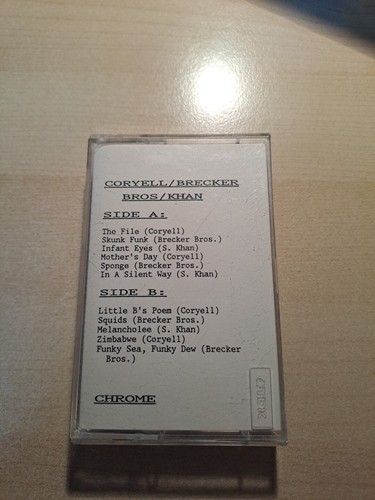 CORYELL/BRECKER
BROS/KHAN
SIDE A:
The File (Coryell)
Skunk Funk (Brecker Bros.)
Infant Eyes (S. Khan)
Mother's Day (Coryell)
Sponge (Brecker Bros.)
In A Silent Way (S. Khan)
SIDE B:
Little B's Poem (Coryell)
Squids (Brecker Bros.)
Melancholee (S. Khan)
Zimbabwe (Coryell)
Funky Sea, Funky Dew (Brecker
Bros.)
CHROME